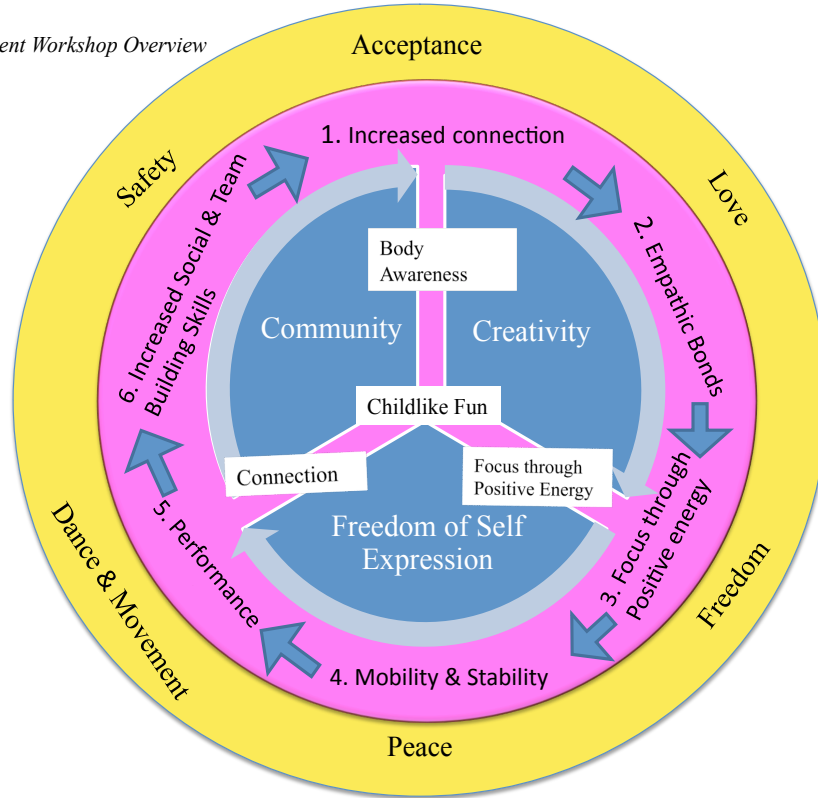 Workshop Overview
Acceptance
Safety
Love
1. Increased connection
2. Empathic Bonds
6. Increased Social & Team
Building Skills
Body
Awareness
Community
Creativity
Childlike Fun
Connection
Focus through
Positive Energy
Freedom of Self
Expression
3. Focus through
Positive energy
5. Performance
4. Mobility & Stability
Dance & Movement
Freedom
Peace